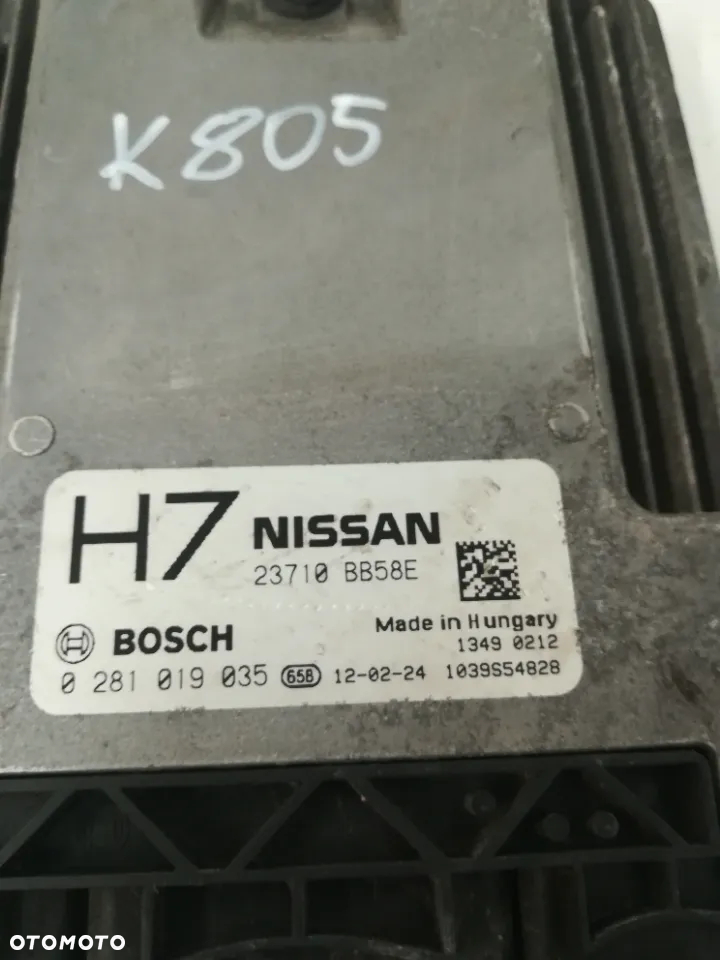 K805
H7 NISSAN
23710 BB58E
Made in Hungary
BOSCH 1349 0212
0 281 019 035 65B 12-02-24 1039S54828
OTOMOTO